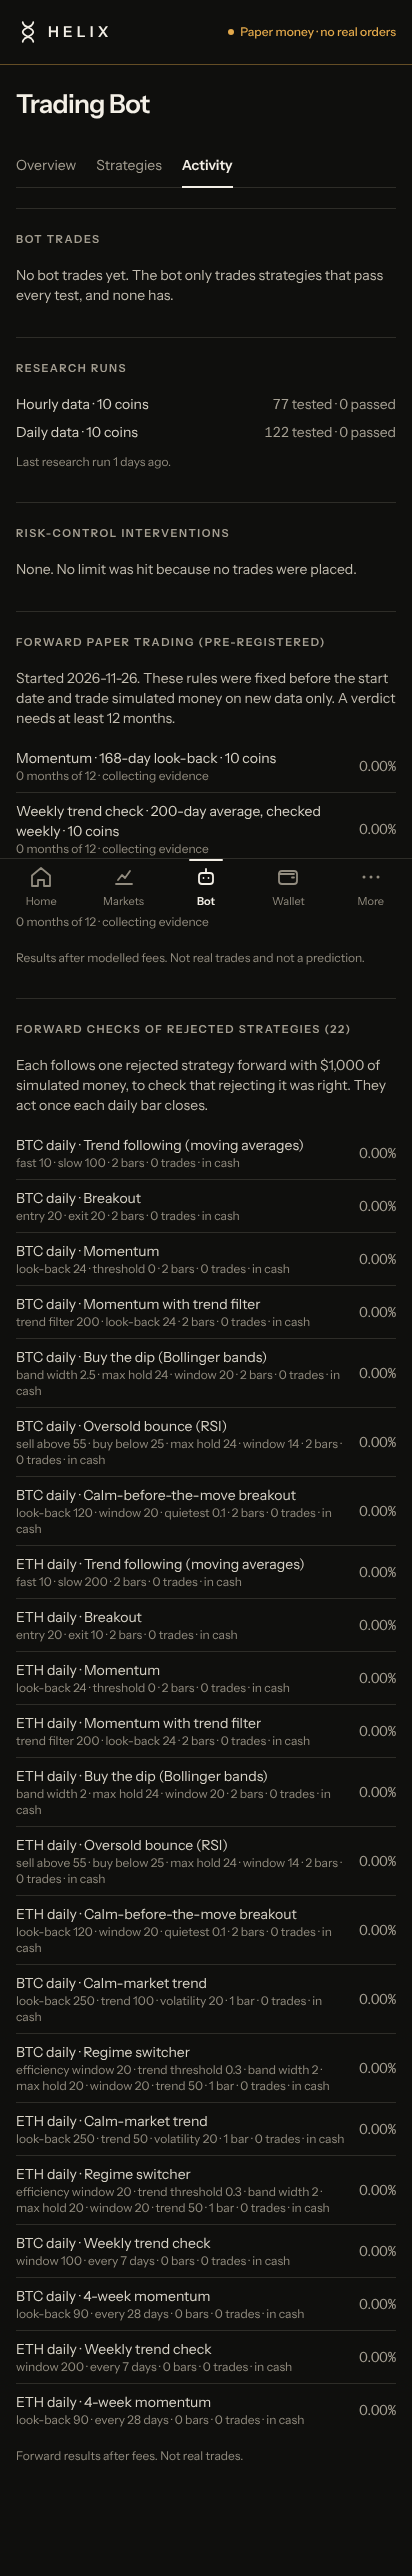 HELIX
Paper money · no real orders
Trading Bot
Overview
Strategies
Activity
BOT TRADES
No bot trades yet. The bot only trades strategies that pass
every test, and none has.
RESEARCH RUNS
Hourly data · 10 coins
77 tested · 0 passed
Daily data · 10 coins
122 tested · 0 passed
Last research run 1 days ago.
RISK-CONTROL INTERVENTIONS
None. No limit was hit because no trades were placed.
FORWARD PAPER TRADING (PRE-REGISTERED)
Started 2026-11-26. These rules were fixed before the start
date and trade simulated money on new data only. A verdict
needs at least 12 months.
Momentum · 168-day look-back · 10 coins
0.00%
0 months of 12 · collecting evidence
Weekly trend check · 200-day average, checked
weekly · 10 coins
0.00%
0 months of 12 · collecting evidence
Home
Markets
Bot
Wallet
More
0 months of 12 · collecting evidence
Results after modelled fees. Not real trades and not a prediction.
FORWARD CHECKS OF REJECTED STRATEGIES (22)
Each follows one rejected strategy forward with $1,000 of
simulated money, to check that rejecting it was right. They
act once each daily bar closes.
BTC daily · Trend following (moving averages)
0.00%
fast 10 · slow 100 · 2 bars · 0 trades · in cash
BTC daily · Breakout
0.00%
entry 20 · exit 20 · 2 bars · 0 trades · in cash
BTC daily · Momentum
0.00%
look-back 24 · threshold 0 · 2 bars · 0 trades · in cash
BTC daily · Momentum with trend filter
0.00%
trend filter 200 · look-back 24 · 2 bars · 0 trades · in cash
BTC daily · Buy the dip (Bollinger bands)
0.00%
band width 2.5 · max hold 24 · window 20 · 2 bars · 0 trades · in
cash
BTC daily · Oversold bounce (RSI)
0.00%
sell above 55 · buy below 25 · max hold 24 · window 14 · 2 bars ·
0 trades · in cash
BTC daily · Calm-before-the-move breakout
0.00%
look-back 120 · window 20 · quietest 0.1 · 2 bars · 0 trades · in
cash
ETH daily · Trend following (moving averages)
0.00%
fast 10 · slow 200 · 2 bars · 0 trades · in cash
ETH daily · Breakout
0.00%
entry 20 · exit 10 · 2 bars · 0 trades · in cash
ETH daily · Momentum
0.00%
look-back 24 · threshold 0 · 2 bars · 0 trades · in cash
ETH daily · Momentum with trend filter
0.00%
trend filter 200 · look-back 24 · 2 bars · 0 trades · in cash
ETH daily · Buy the dip (Bollinger bands)
0.00%
band width 2 · max hold 24 · window 20 · 2 bars · 0 trades · in
cash
ETH daily · Oversold bounce (RSI)
0.00%
sell above 55 · buy below 25 · max hold 24 · window 14 · 2 bars ·
0 trades · in cash
ETH daily · Calm-before-the-move breakout
0.00%
look-back 120 · window 20 · quietest 0.1 · 2 bars · 0 trades · in
cash
BTC daily · Calm-market trend
0.00%
look-back 250 · trend 100 · volatility 20 · 1 bar · 0 trades · in
cash
BTC daily · Regime switcher
0.00%
efficiency window 20 · trend threshold 0.3 · band width 2 ·
max hold 20 · window 20 · trend 50 · 1 bar · 0 trades · in cash
ETH daily · Calm-market trend
0.00%
look-back 250 · trend 50 · volatility 20 · 1 bar · 0 trades · in cash
ETH daily · Regime switcher
0.00%
efficiency window 20 · trend threshold 0.3 · band width 2 ·
max hold 20 · window 20 · trend 50 · 1 bar · 0 trades · in cash
BTC daily · Weekly trend check
0.00%
window 100 · every 7 days · 0 bars · 0 trades · in cash
BTC daily · 4-week momentum
0.00%
look-back 90 · every 28 days · 0 bars · 0 trades · in cash
ETH daily · Weekly trend check
0.00%
window 200 · every 7 days · 0 bars · 0 trades · in cash
ETH daily · 4-week momentum
0.00%
look-back 90 · every 28 days · 0 bars · 0 trades · in cash
Forward results after fees. Not real trades.